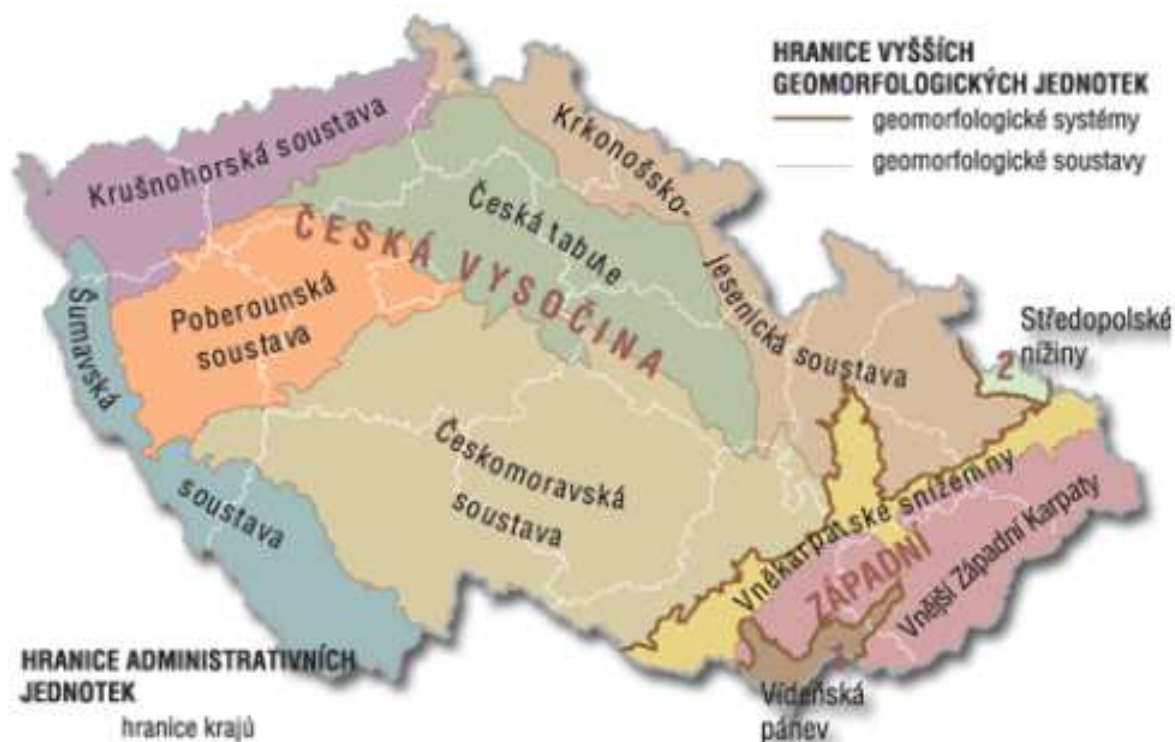 HRANICE VYŠŠÍCH
GEOMORFOLOGICKÝCH JEDNOTEK
geomorfologické systémy
geomorfologické soustavy
Krušnohorská soustava
Krkonošsko-
jesenická soustava
Česká tabule
ČESKÁ VYSOČINA
Poberounská
soustava
Šumavská
soustava
Českomoravská
soustava
Středopolské
nížiny
2
Vněkarpatské sníženiny
ZÁPADNÍ
Vnější Západní Karpaty
Vídeňská
pánev
HRANICE ADMINISTRATIVNÍCH
JEDNOTEK
hranice krajů